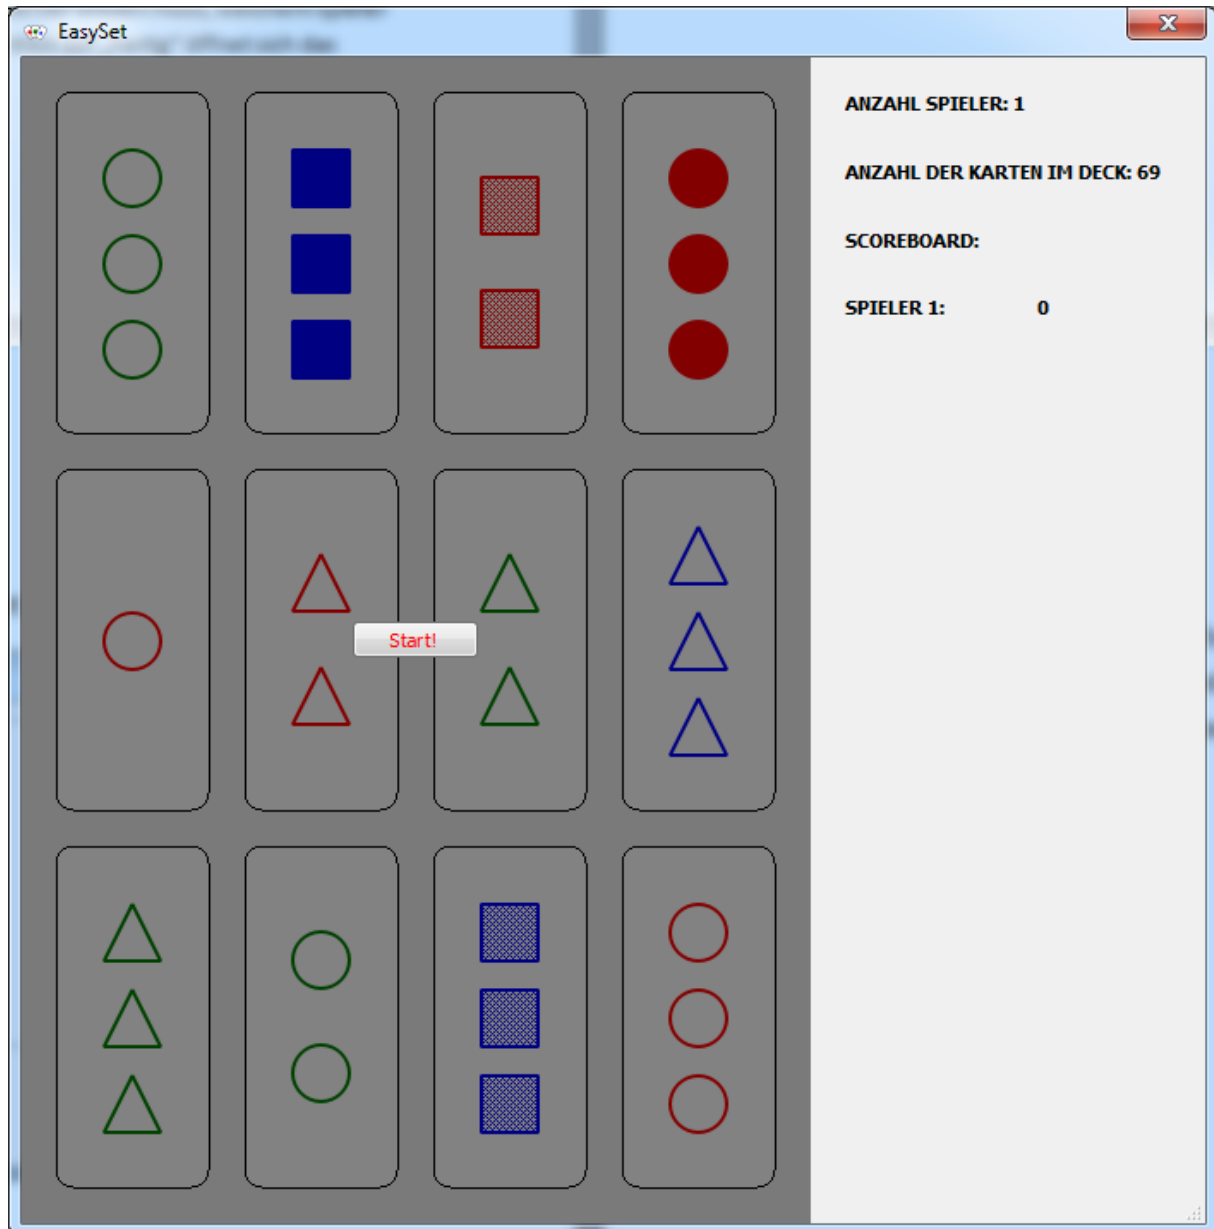 EasySet
ANZAHL SPIELER: 1
ANZAHL DER KARTEN IM DECK: 69
SCOREBOARD:
SPIELER 1: 0
Start!